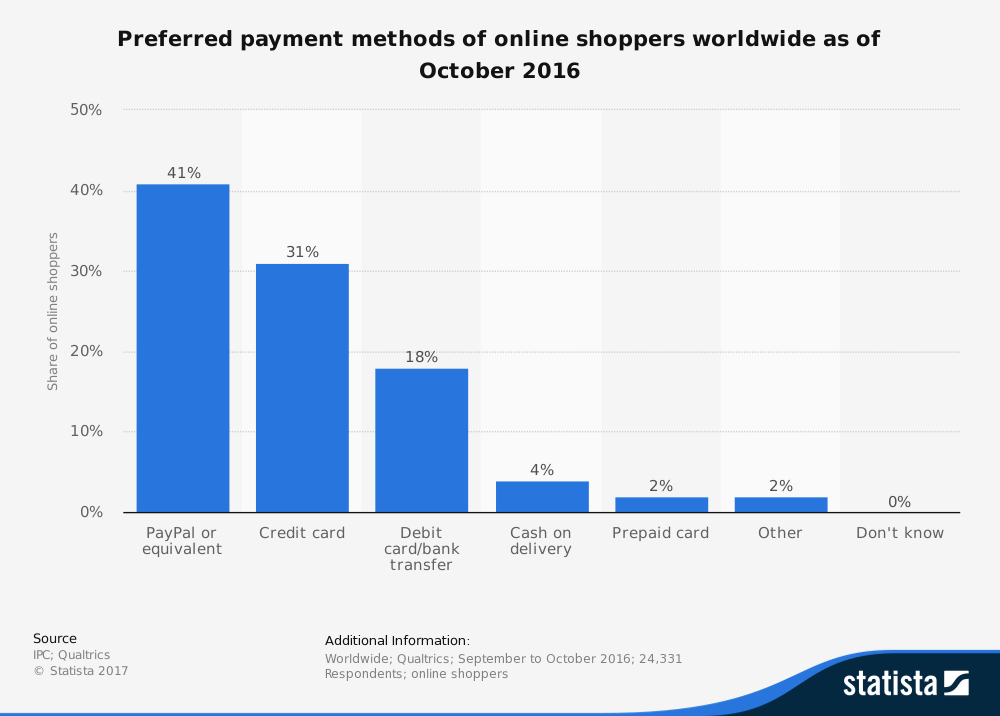 Preferred payment methods of online shoppers worldwide as of
October 2016
50%
40%
30%
20%
10%
0%
Share of online shoppers
41%
31%
18%
4%
2%
2%
0%
PayPal or
equivalent
Credit card
Debit
card/bank
transfer
Cash on
delivery
Prepaid card
Other
Don't know
Source
IPC; Qualtrics
© Statista 2017
Additional Information:
Worldwide; Qualtrics; September to October 2016; 24,331
Respondents; online shoppers
statista